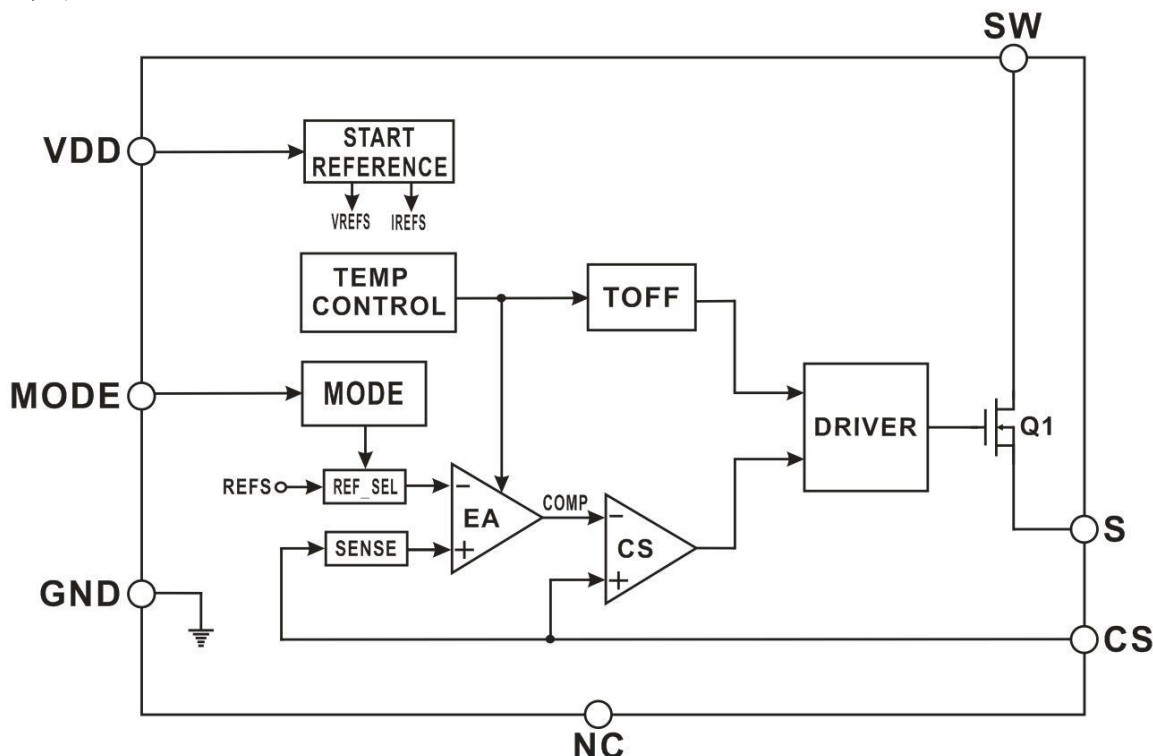 SW
VDD
START
REFERENCE
VREFS IREFS
TEMP
CONTROL
TOFF
MODE
MODE
DRIVER
Q1
REFS
REF_SEL
−
EA
COMP
−
SENSE
+
CS
+
S
GND
CS
NC